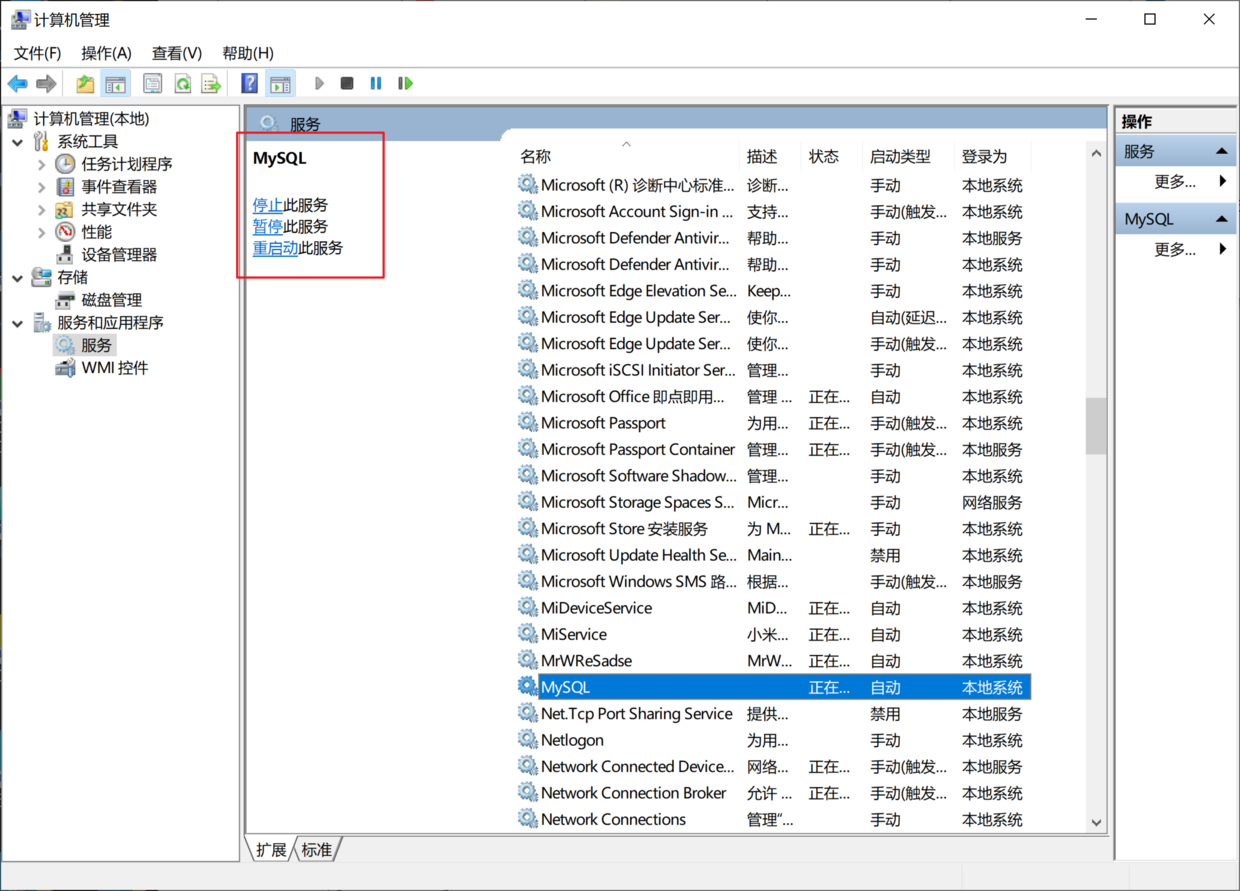 计算机管理
文件(F) 操作(A) 查看(V) 帮助(H)
计算机管理(本地)
系统工具
任务计划程序
事件查看器
共享文件夹
性能
设备管理器
存储
磁盘管理
服务和应用程序
服务
WMI 控件
服务
MySQL
停止此服务
暂停此服务
重启动此服务
名称 描述 状态 启动类型 登录为
Microsoft (R) 诊断中心标准... 诊断... 手动 本地系统
Microsoft Account Sign-in ... 支持... 手动(触发... 本地系统
Microsoft Defender Antivir... 帮助... 手动 本地服务
Microsoft Defender Antivir... 帮助... 手动 本地系统
Microsoft Edge Elevation Se... Keep... 手动 本地系统
Microsoft Edge Update Ser... 使你... 自动(延迟... 本地系统
Microsoft Edge Update Ser... 使你... 手动(触发... 本地系统
Microsoft iSCSI Initiator Ser... 管理... 手动 本地系统
Microsoft Office 即点即用... 管理 ... 正在... 自动 本地系统
Microsoft Passport 为用... 正在... 手动(触发... 本地系统
Microsoft Passport Container 管理... 正在... 手动(触发... 本地服务
Microsoft Software Shadow... 管理... 手动 本地系统
Microsoft Storage Spaces S... Micr... 手动 网络服务
Microsoft Store 安装服务 为 M... 正在... 手动 本地系统
Microsoft Update Health Se... Main... 禁用 本地系统
Microsoft Windows SMS 路... 根据... 手动(触发... 本地服务
MiDeviceService MiD... 正在... 自动 本地系统
MiService 小米... 正在... 自动 本地系统
MrWReSadse MrW... 正在... 自动 本地系统
MySQL 正在... 自动 本地系统
Net.Tcp Port Sharing Service 提供... 禁用 本地服务
Netlogon 为用... 手动 本地系统
Network Connected Device... 网络... 正在... 手动(触发... 本地服务
Network Connection Broker 允许 ... 正在... 手动(触发... 本地系统
Network Connections 管理“... 手动 本地系统
扩展 标准
操作
服务
更多...
MySQL
更多...